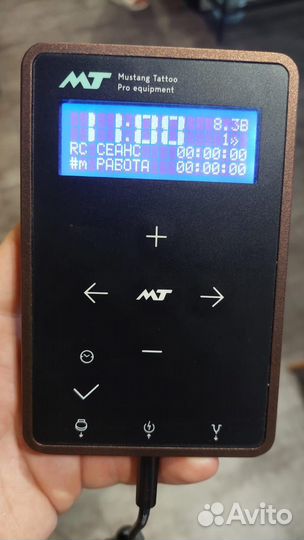 MT
Mustang Tattoo
Pro equipment
11:00
8.3В
1»
RC СЕАНС 00:00:00
#m РАБОТА 00:00:00
MT
Avito